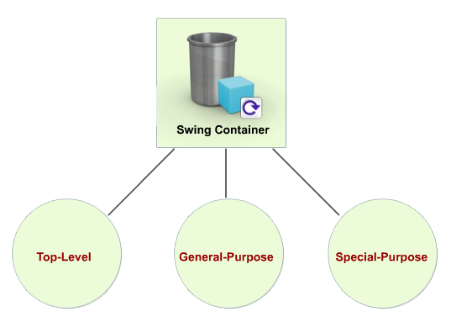 Swing Container
Top-Level
General-Purpose
Special-Purpose